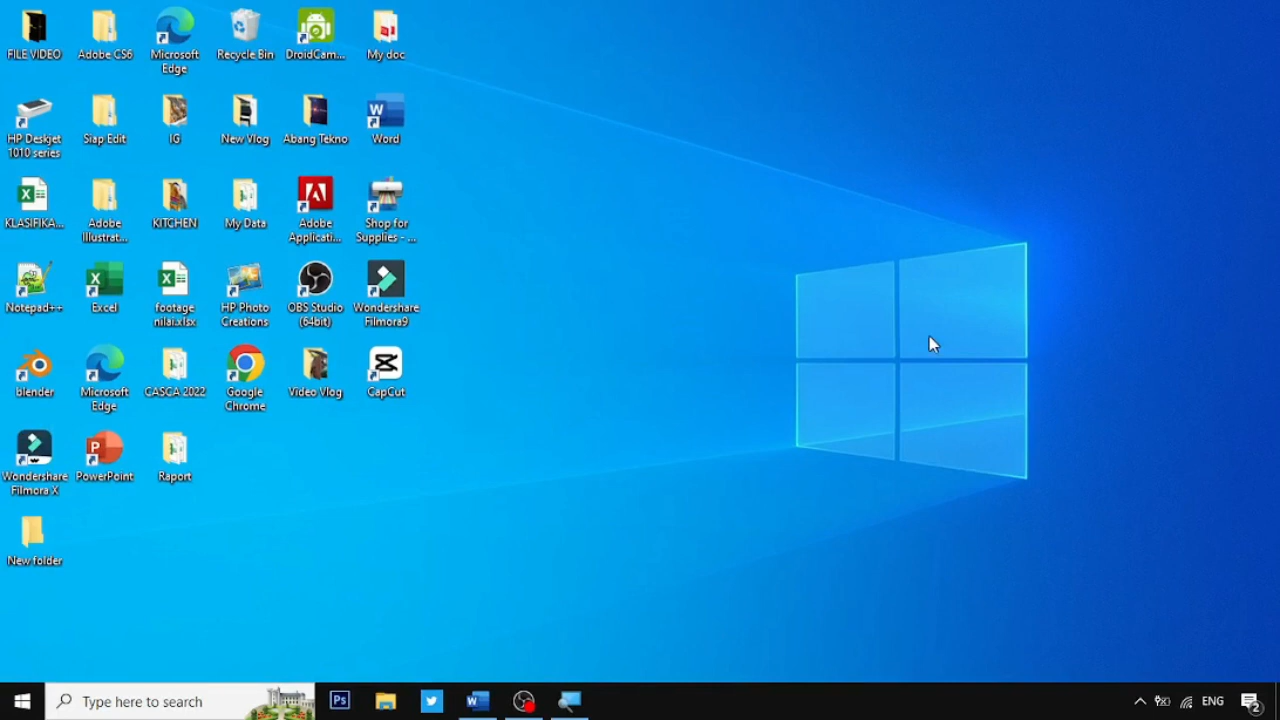 FILE VIDEO
Adobe CS6
Microsoft
Edge
Recycle Bin
DroidCam...
My doc
HP Deskjet
1010 series
Siap Edit
IG
New Vlog
Abang Tekno
Word
KLASIFIKA...
Adobe
Illustrat...
KITCHEN
My Data
Adobe
Applicati...
Shop for
Supplies - ...
Notepad++
Excel
footage
nilai.xlsx
HP Photo
Creations
OBS Studio
(64bit)
Wondershare
Filmora9
blender
Microsoft
Edge
CASCA 2022
Google
Chrome
Video Vlog
CapCut
Wondershare
Filmora X
PowerPoint
Raport
New folder
Type here to search
Ps
ENG
2